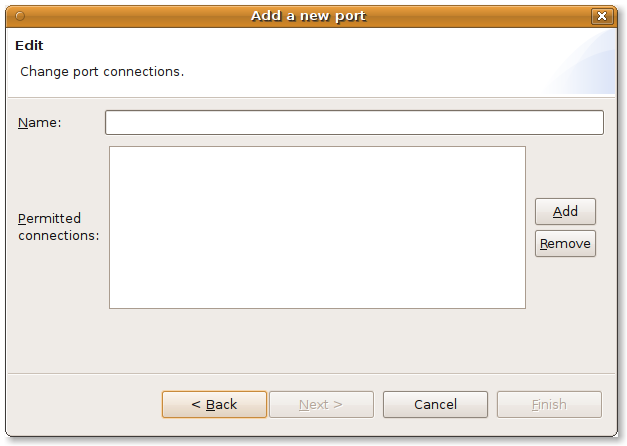 Add a new port
Edit
Change port connections.
Name:
Permitted
connections:
Add
Remove
< Back
Next >
Cancel
Finish